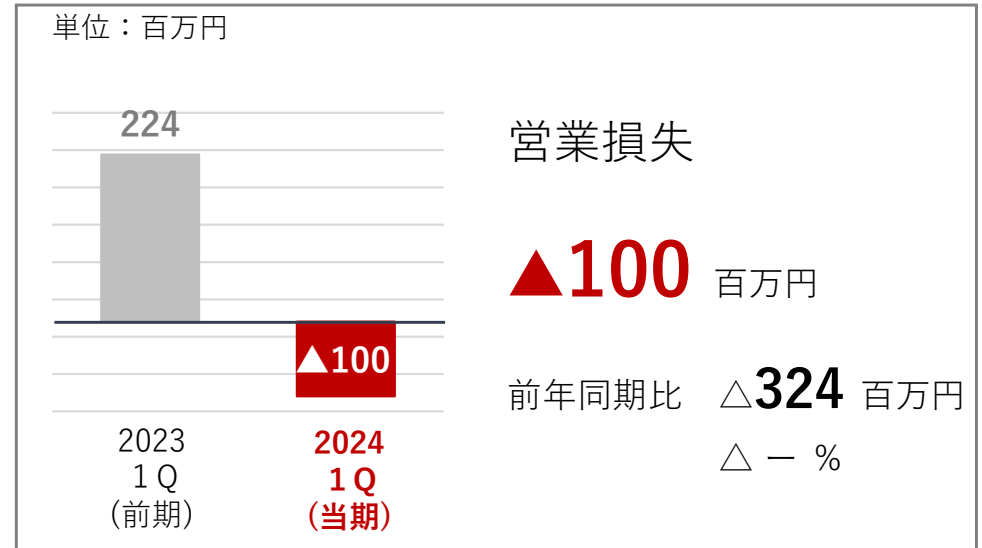 単位：百万円
224
▲100
2023
１Ｑ
(前期)
2024
１Ｑ
(当期)
営業損失
▲100 百万円
前年同期比 △324 百万円
△ － %